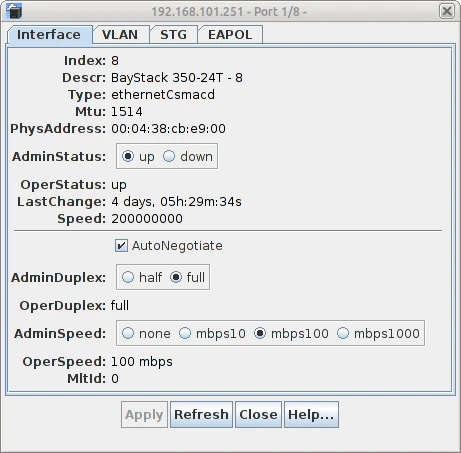 192.168.101.251 - Port 1/8 -
Interface VLAN STG EAPOL
Index: 8
Descr: BayStack 350-24T - 8
Type: ethernetCsmacd
Mtu: 1514
PhysAddress: 00:04:38:cb:e9:00
AdminStatus: up down
OperStatus: up
LastChange: 4 days, 05h:29m:34s
Speed: 200000000
AutoNegotiate
AdminDuplex: half full
OperDuplex: full
AdminSpeed: none mbps10 mbps100 mbps1000
OperSpeed: 100 mbps
MltId: 0
Apply Refresh Close Help...